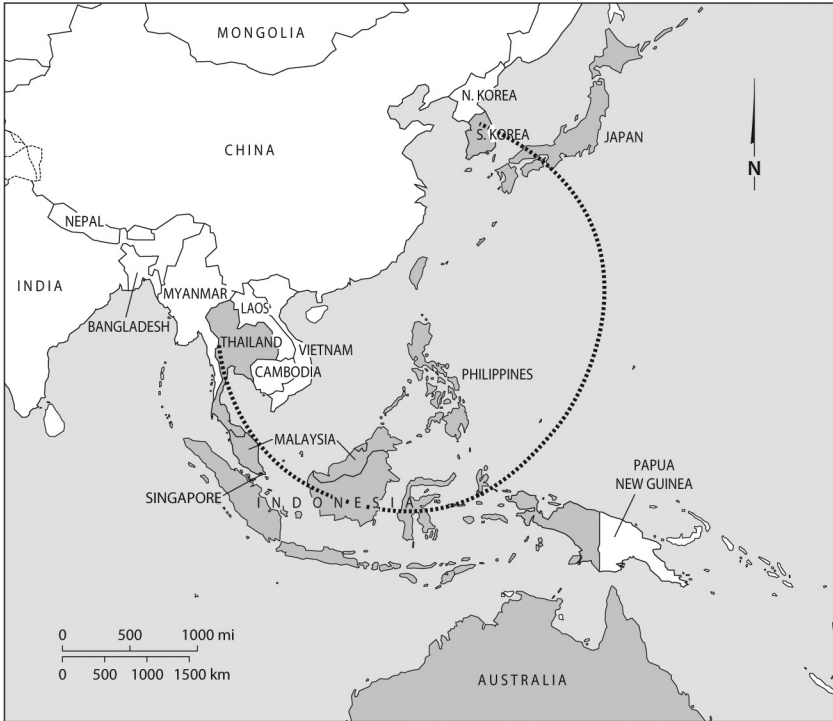 MONGOLIA
N. KOREA
S. KOREA
JAPAN
CHINA
N
NEPAL
INDIA
MYANMAR
LAOS
BANGLADESH
THAILAND
VIETNAM
CAMBODIA
PHILIPPINES
MALAYSIA
PAPUA
NEW GUINEA
SINGAPORE
INDONESIA
0 500 1000 mi
0 500 1000 1500 km
AUSTRALIA